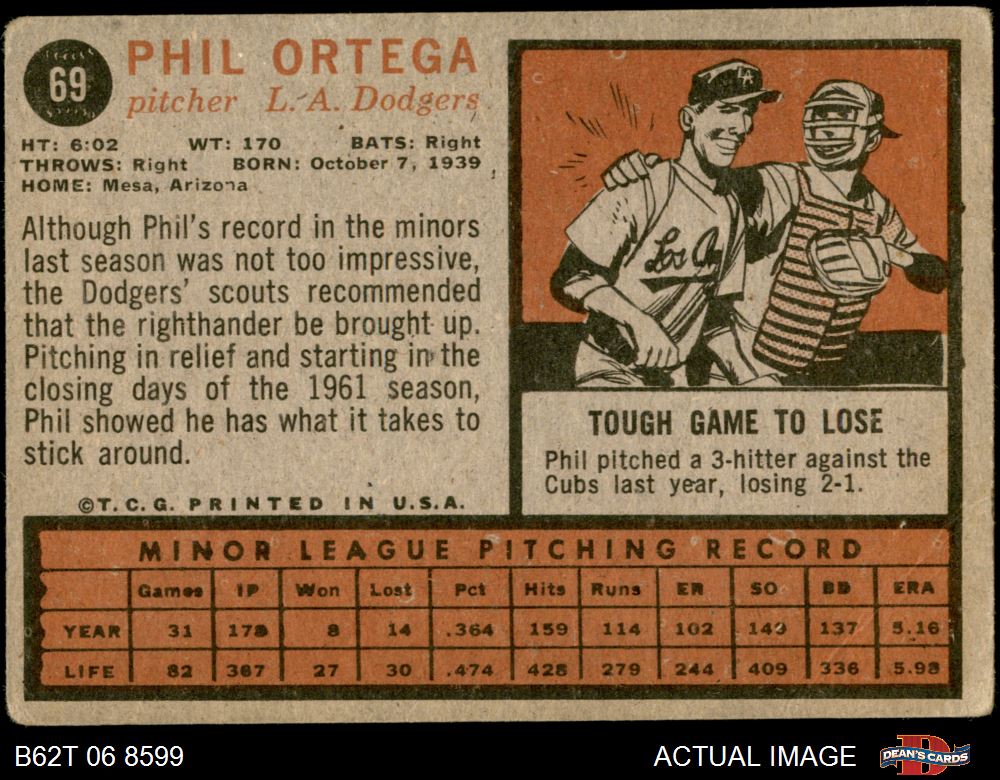 69
PHIL ORTEGA
pitcher L. A. Dodgers
HT: 6:02 WT: 170 BATS: Right
THROWS: Right BORN: October 7, 1939
HOME: Mesa, Arizona
Although Phil's record in the minors
last season was not too impressive,
the Dodgers' scouts recommended
that the righthander be brought up.
Pitching in relief and starting in the
closing days of the 1961 season,
Phil showed he has what it takes to
stick around.
©T.C.G. PRINTED IN U.S.A.
LA
Los An
TOUGH GAME TO LOSE
Phil pitched a 3-hitter against the
Cubs last year, losing 2-1.
MINOR LEAGUE PITCHING RECORD
Games IP Won Lost Pct Hits Runs ER SO BB ERA
YEAR 31 178 8 14 .364 159 114 102 149 137 5.16
LIFE 82 367 27 30 .474 428 279 244 409 336 5.98
B62T 06 8599
ACTUAL IMAGE
DEAN'S CARDS